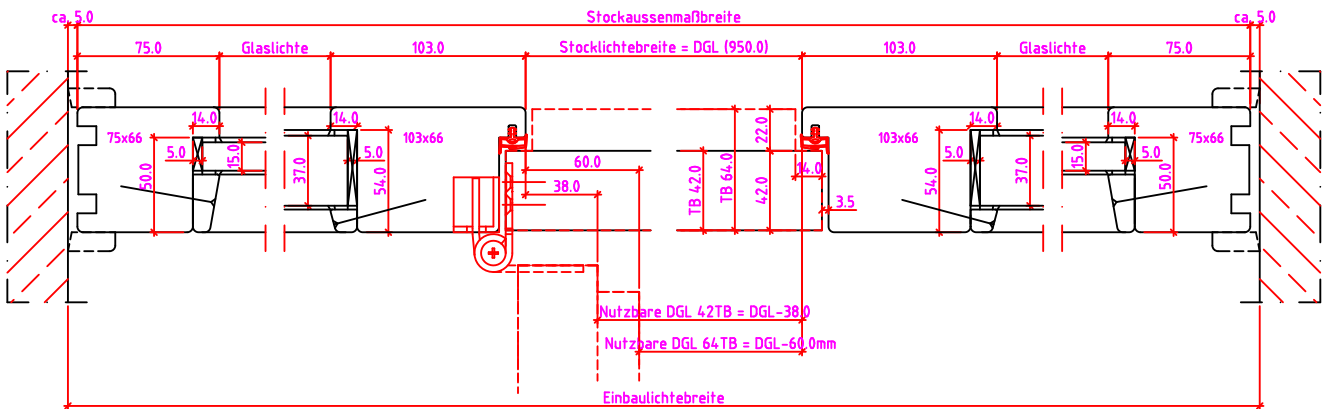 ca. 5.0 Stockaussenmaßbreite ca. 5.0
75.0 Glaslichte 103.0 Stocklichtebreite = DGL (950.0) 103.0 Glaslichte 75.0
14.0 14.0 22.0 14.0 14.0
75x66 103x66 103x66 75x66
5.0 15.0 5.0 60.0 14.0 5.0 15.0 5.0
50.0 37.0 54.0 38.0 TB 42.0 TB 64.0 42.0 54.0 37.0 50.0
3.5
Nutzbare DGL 42TB = DGL-38.0
Nutzbare DGL 64TB = DGL-60.0mm
Einbaulichtebreite